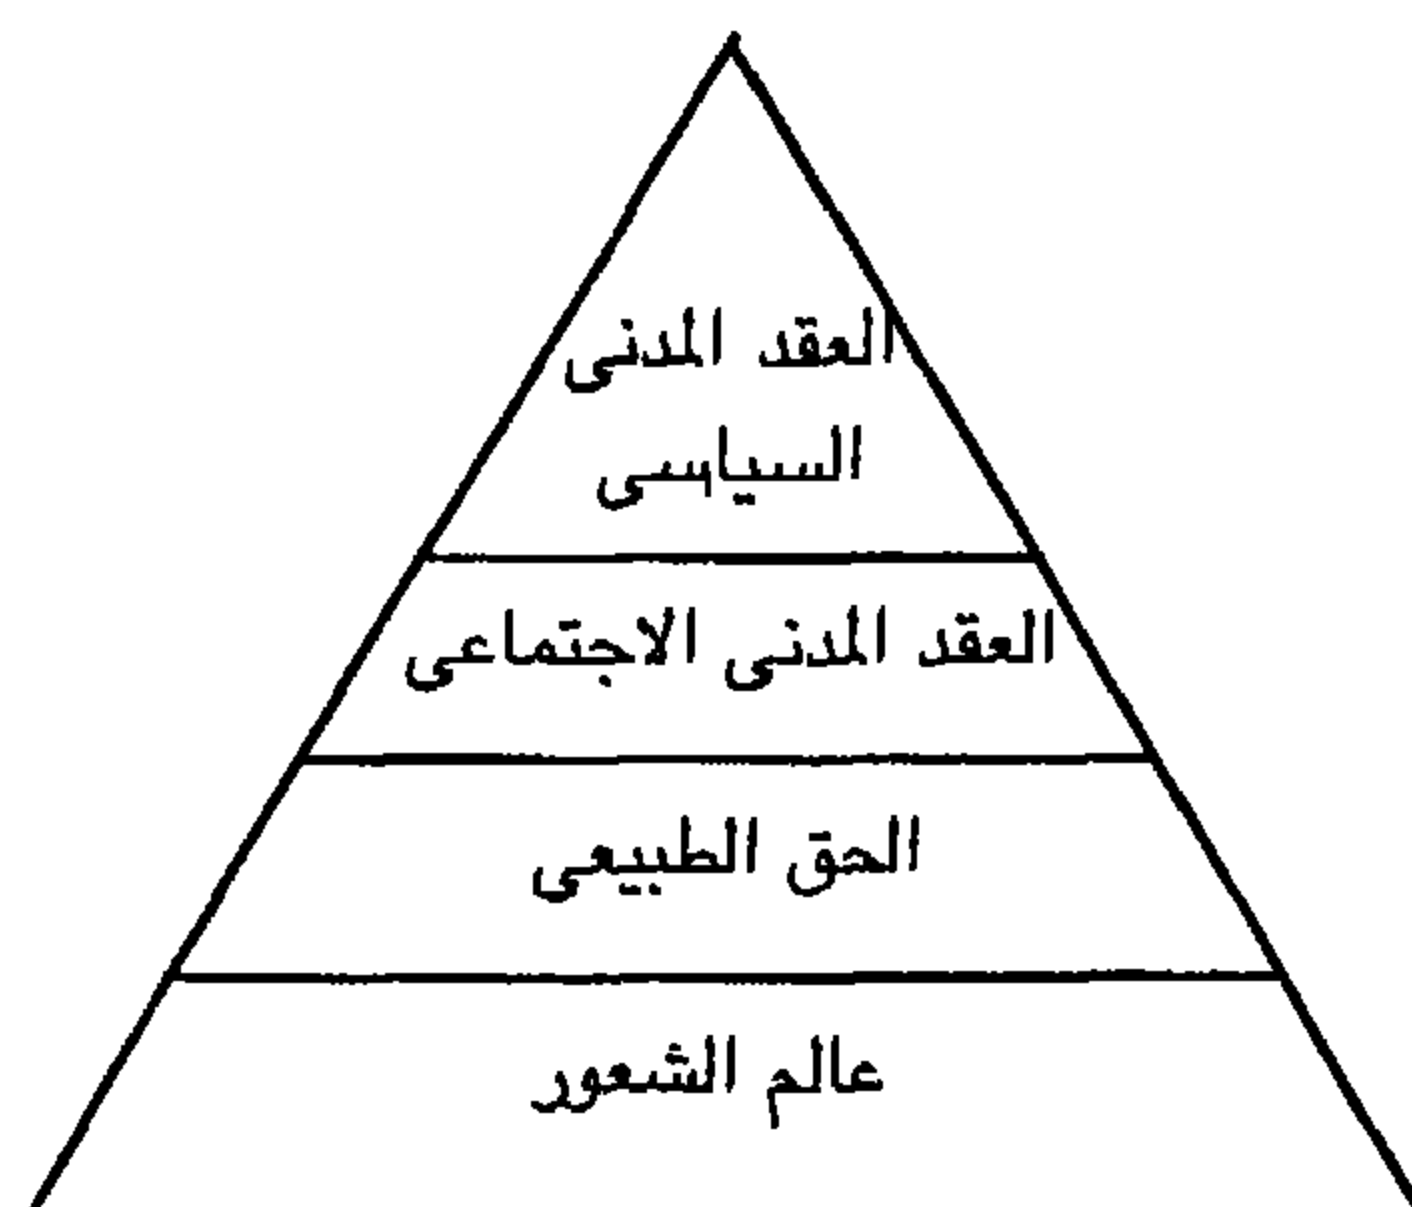 العقد المدنى
السياسى
العقد المدنى الاجتماعى
الحق الطبيعى
عالم الشعور